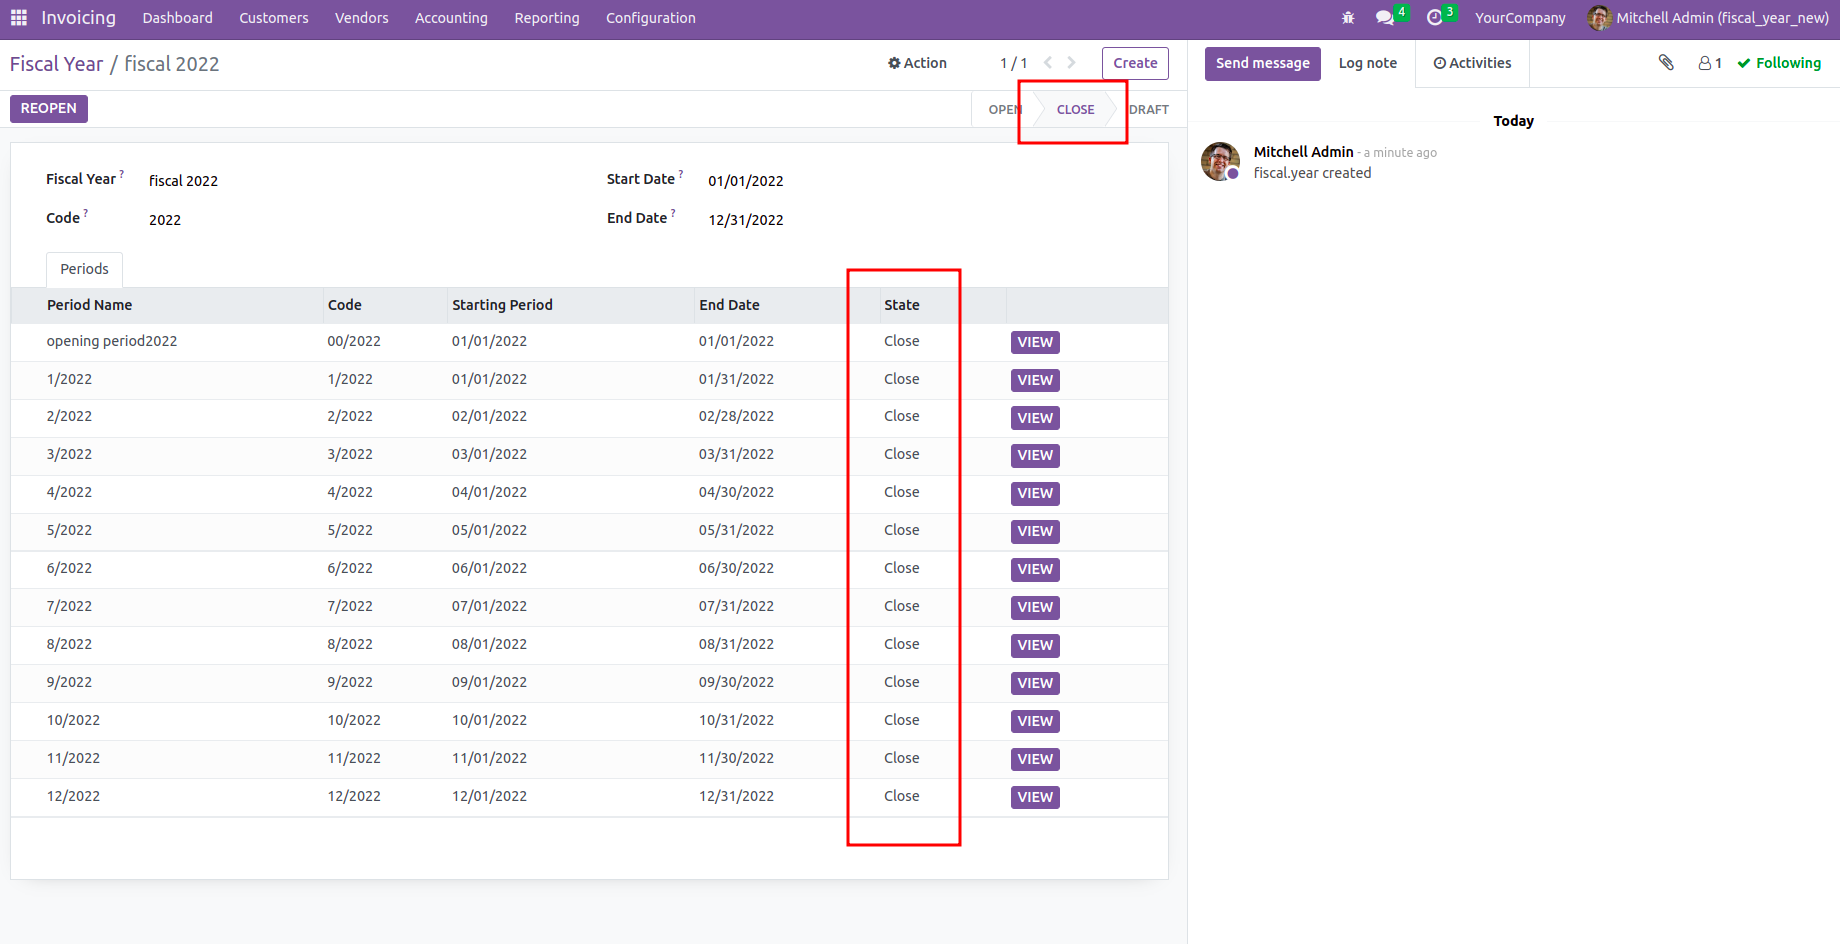 Invoicing Dashboard Customers Vendors Accounting Reporting Configuration 4 3 YourCompany Mitchell Admin (fiscal_year_new)
Fiscal Year / fiscal 2022 Action 1 / 1 Create Send message Log note Activities 1 Following
REOPEN OPEN CLOSE DRAFT
Today
Mitchell Admin - a minute ago
fiscal.year created
Fiscal Year ? fiscal 2022 Start Date ? 01/01/2022
Code ? 2022 End Date ? 12/31/2022
Periods
Period Name Code Starting Period End Date State
opening period2022 00/2022 01/01/2022 01/01/2022 Close VIEW
1/2022 1/2022 01/01/2022 01/31/2022 Close VIEW
2/2022 2/2022 02/01/2022 02/28/2022 Close VIEW
3/2022 3/2022 03/01/2022 03/31/2022 Close VIEW
4/2022 4/2022 04/01/2022 04/30/2022 Close VIEW
5/2022 5/2022 05/01/2022 05/31/2022 Close VIEW
6/2022 6/2022 06/01/2022 06/30/2022 Close VIEW
7/2022 7/2022 07/01/2022 07/31/2022 Close VIEW
8/2022 8/2022 08/01/2022 08/31/2022 Close VIEW
9/2022 9/2022 09/01/2022 09/30/2022 Close VIEW
10/2022 10/2022 10/01/2022 10/31/2022 Close VIEW
11/2022 11/2022 11/01/2022 11/30/2022 Close VIEW
12/2022 12/2022 12/01/2022 12/31/2022 Close VIEW